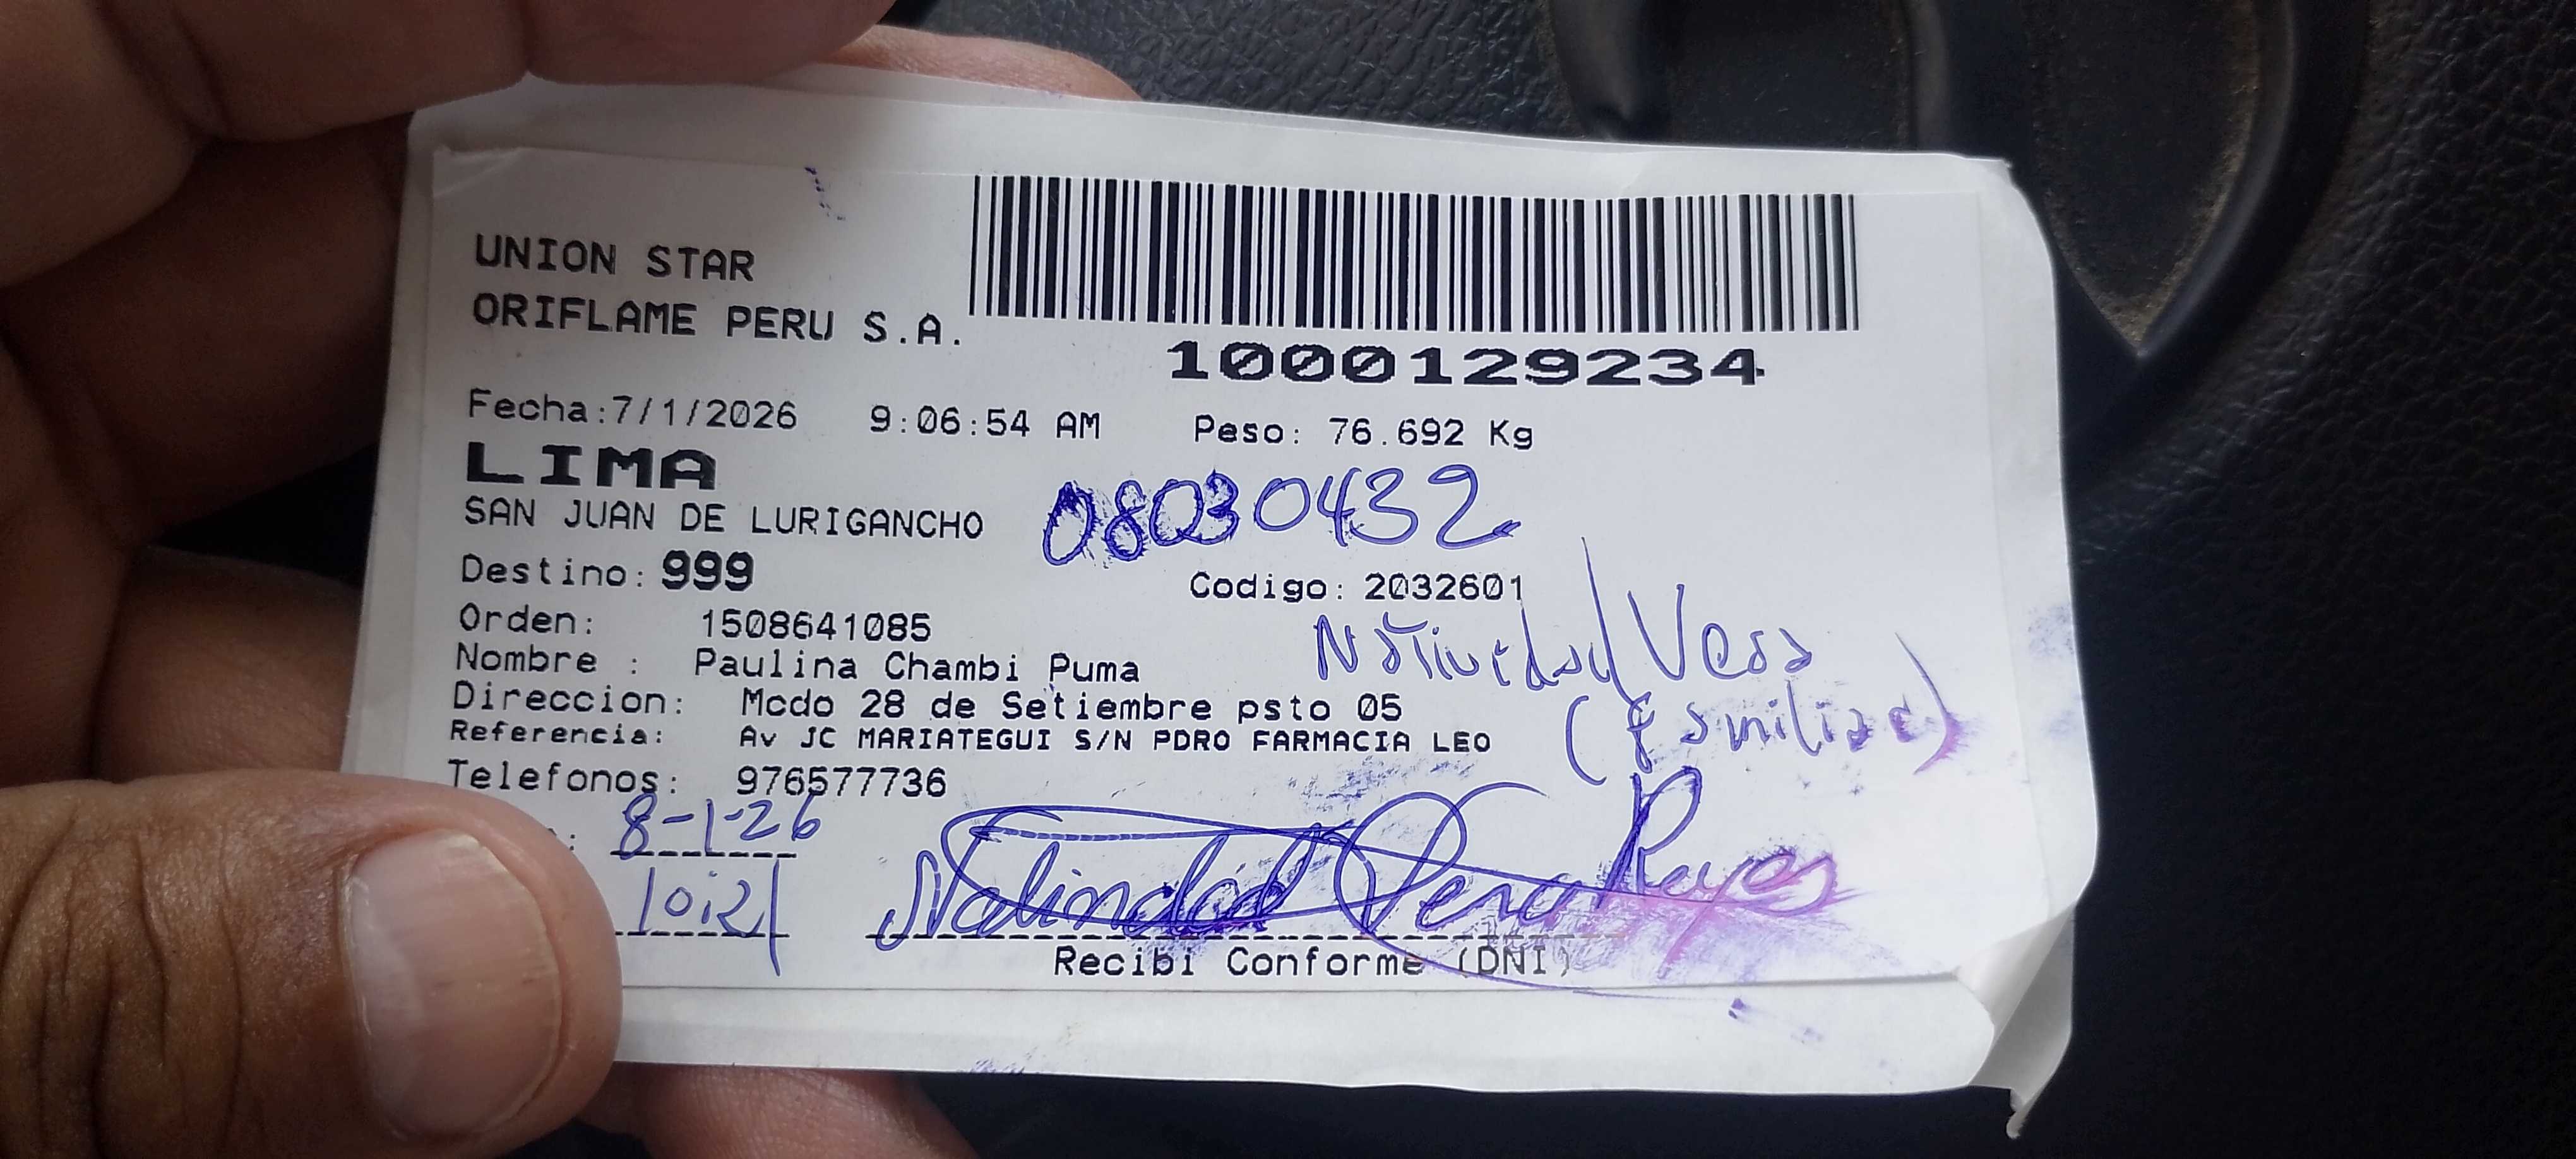 UNION STAR
ORIFLAME PERU S.A.
1000129234
Fecha:7/1/2026 9:06:54 AM Peso: 76.692 Kg
LIMA
SAN JUAN DE LURIGANCHO 08030432
Destino: 999 Codigo: 2032601
Orden: 1508641085
Natividad Vera
Nombre : Paulina Chambi Puma
Direccion: Mcdo 28 de Setiembre psto 05
(familiar)
Referencia: Av JC MARIATEGUI S/N PDRO FARMACIA LEO
Telefonos: 976577736
8-1-26
Reyes
Recibi Conforme (DNI)